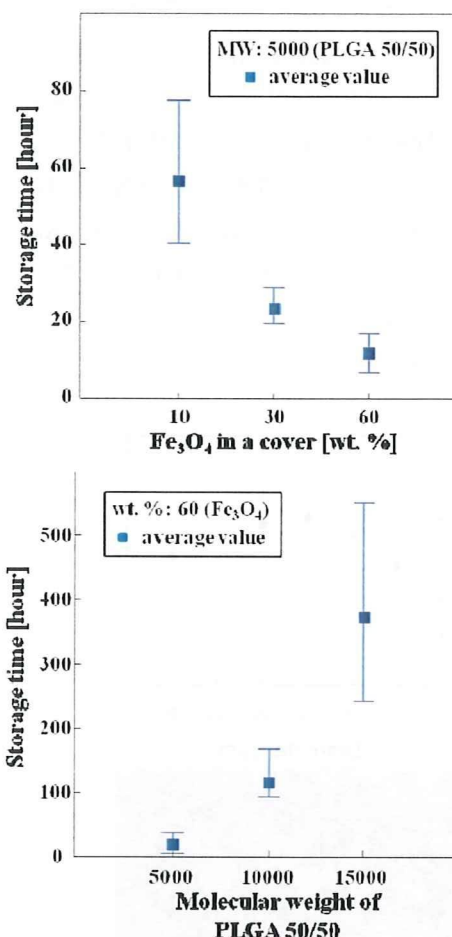 MW: 5000 (PLGA 50/50)
average value
Storage time [hour]
80
60
40
20
0
10 30 60
Fe₃O₄ in a cover [wt. %]
wt. %: 60 (Fe₃O₄)
average value
Storage time [hour]
500
400
300
200
100
0
5000 10000 15000
Molecular weight of
PLGA 50/50